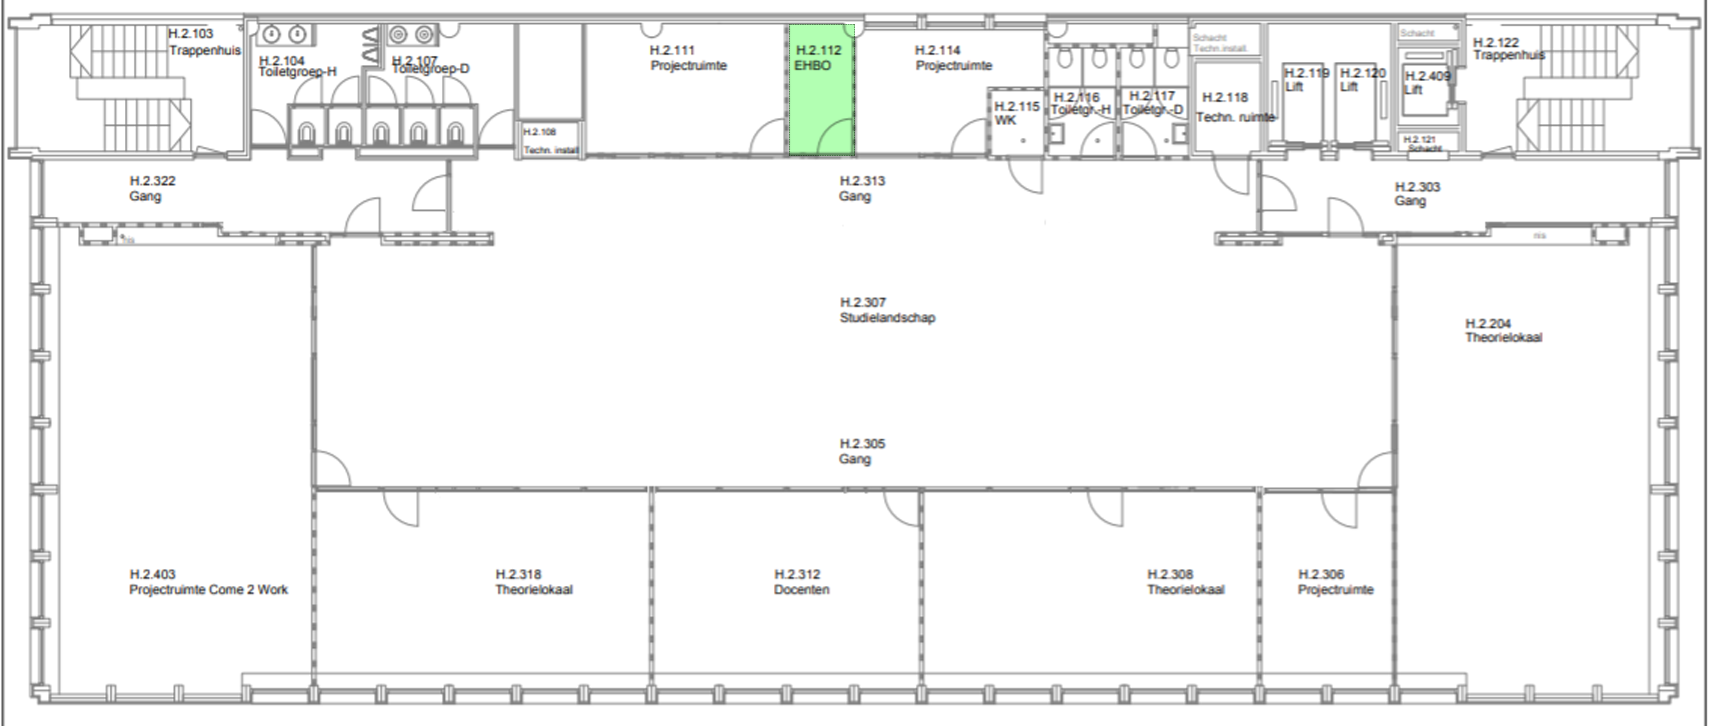 H.2.103
Trappenhuis
H.2.104
Toiletgroep-H
H.2.107
Toiletgroep-D
H.2.108
Techn. install
H.2.111
Projectruimte
H.2.112
EHBO
H.2.114
Projectruimte
H.2.115
WK
H.2.116
Toiletgr.-H
H.2.117
Toiletgr.-D
Schacht
Techn.install.
H.2.118
Techn. ruimte
H.2.119
Lift
H.2.120
Lift
Schacht
H.2.409
Lift
H.2.121
Schacht
H.2.122
Trappenhuis
H.2.322
Gang
H.2.313
Gang
H.2.303
Gang
nis
nis
H.2.307
Studielandschap
H.2.204
Theorielokaal
H.2.305
Gang
H.2.403
Projectruimte Come 2 Work
H.2.318
Theorielokaal
H.2.312
Docenten
H.2.308
Theorielokaal
H.2.306
Projectruimte